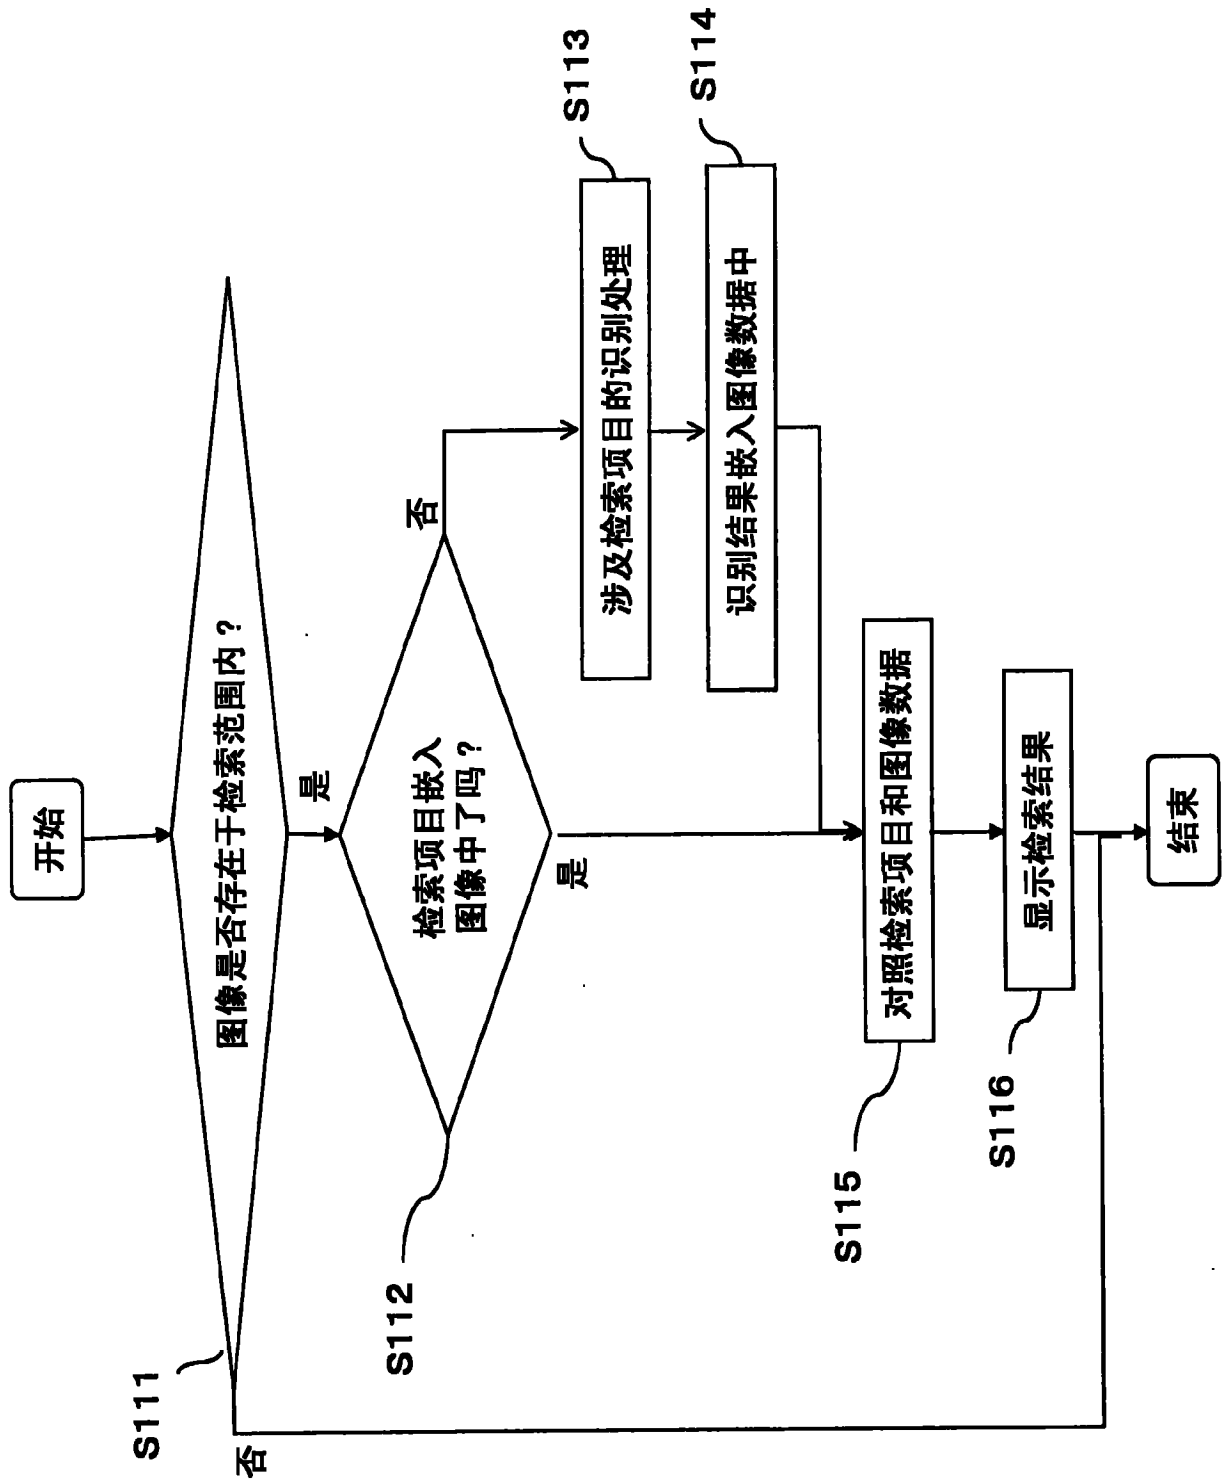 开始
S111
图像是否存在于检索范围内？
否
是
S112
检索项目嵌入
图像中了吗？
否
是
S113
涉及检索项目的识别处理
S114
识别结果嵌入图像数据中
S115
对照检索项目和图像数据
S116
显示检索结果
结束